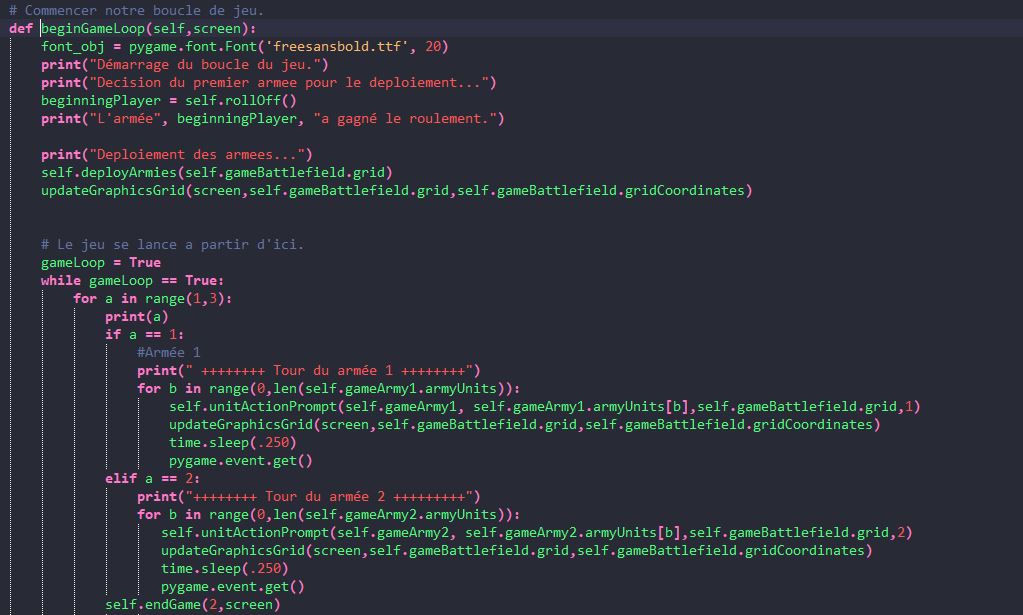 # Commencer notre boucle de jeu.
def beginGameLoop(self,screen):
    font_obj = pygame.font.Font('freesansbold.ttf', 20)
    print("Démarrage du boucle du jeu.")
    print("Decision du premier armee pour le deploiement...")
    beginningPlayer = self.rollOff()
    print("L'armée", beginningPlayer, "a gagné le roulement.")
    print("Deploiement des armees...")
    self.deployArmies(self.gameBattlefield.grid)
    updateGraphicsGrid(screen,self.gameBattlefield.grid,self.gameBattlefield.gridCoordinates)
    # Le jeu se lance a partir d'ici.
    gameLoop = True
    while gameLoop == True:
        for a in range(1,3):
            print(a)
            if a == 1:
                #Armée 1
                print(" ++++++++ Tour du armée 1 ++++++++")
                for b in range(0,len(self.gameArmy1.armyUnits)):
                    self.unitActionPrompt(self.gameArmy1, self.gameArmy1.armyUnits[b],self.gameBattlefield.grid,1)
                    updateGraphicsGrid(screen,self.gameBattlefield.grid,self.gameBattlefield.gridCoordinates)
                    time.sleep(.250)
                    pygame.event.get()
            elif a == 2:
                print("++++++++ Tour du armée 2 +++++++++")
                for b in range(0,len(self.gameArmy2.armyUnits)):
                    self.unitActionPrompt(self.gameArmy2, self.gameArmy2.armyUnits[b],self.gameBattlefield.grid,2)
                    updateGraphicsGrid(screen,self.gameBattlefield.grid,self.gameBattlefield.gridCoordinates)
                    time.sleep(.250)
                    pygame.event.get()
            self.endGame(2,screen)